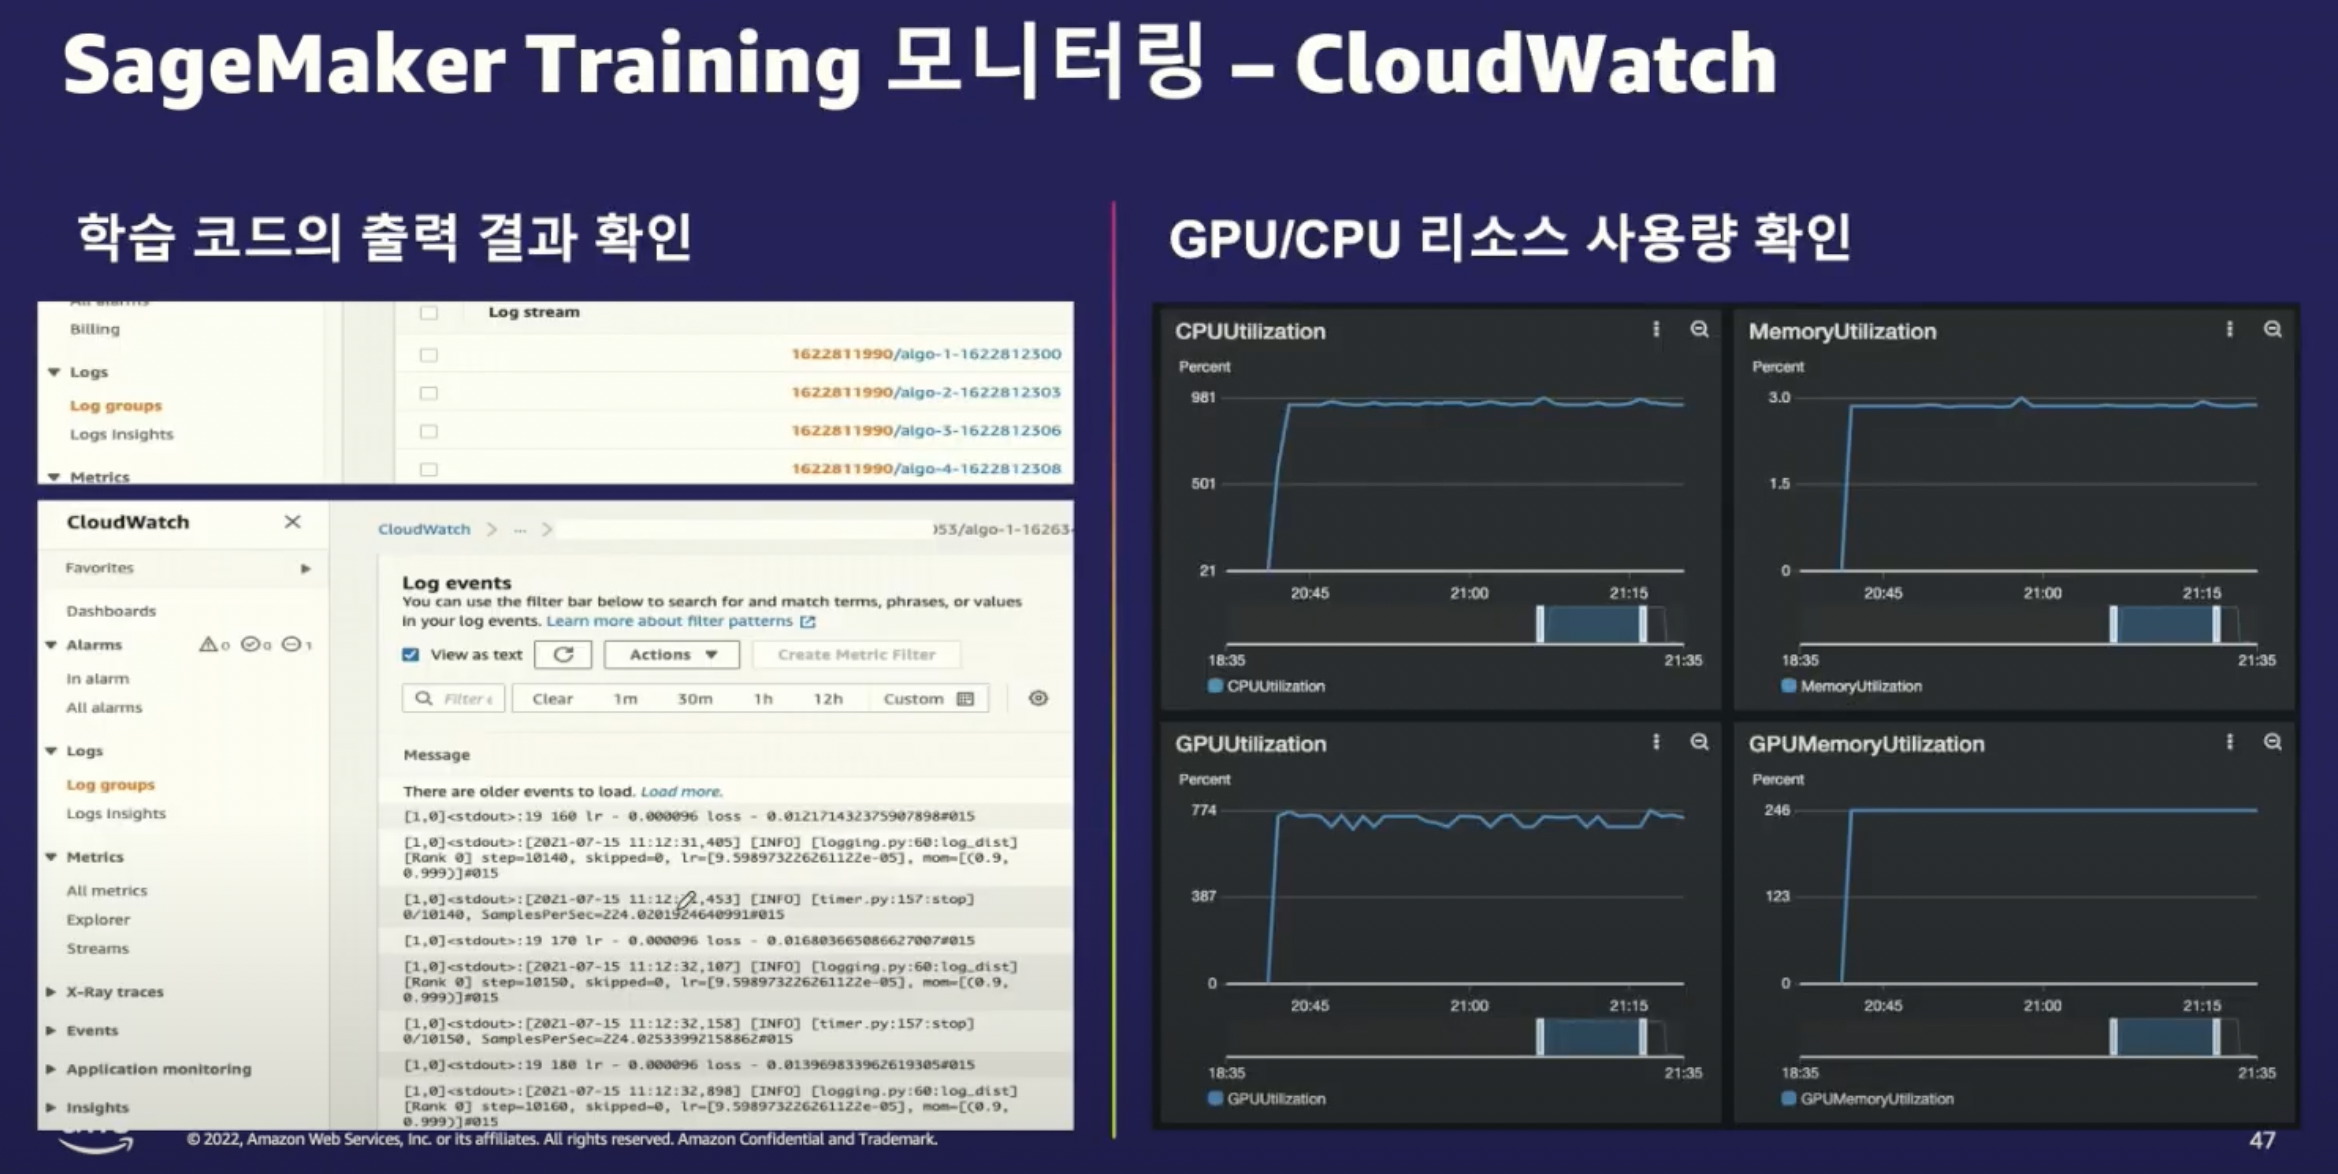 SageMaker Training 모니터링 – CloudWatch
학습 코드의 출력 결과 확인
All alarms
Billing
Logs
Log groups
Logs Insights
Metrics
Log stream
1622811990/algo-1-1622812300
1622811990/algo-2-1622812303
1622811990/algo-3-1622812306
1622811990/algo-4-1622812308
CloudWatch
Favorites
Dashboards
Alarms 0 0 1
In alarm
All alarms
Logs
Log groups
Logs Insights
Metrics
All metrics
Explorer
Streams
X-Ray traces
Events
Application monitoring
Insights
CloudWatch > ... > )53/algo-1-16263
Log events
You can use the filter bar below to search for and match terms, phrases, or values
in your log events. Learn more about filter patterns
View as text Actions Create Metric Filter
Filter e Clear 1m 30m 1h 12h Custom
Message
There are older events to load. Load more.
[1,0]<stdout>:19 160 lr - 0.000096 loss - 0.012171432375907898#015
[1,0]<stdout>:[2021-07-15 11:12:31,405] [INFO] [logging.py:60:log_dist]
[Rank 0] step=10140, skipped=0, lr=[9.598973226261122e-05], mom=[(0.9,
0.999)]#015
[1,0]<stdout>:[2021-07-15 11:12: ,453] [INFO] [timer.py:157:stop]
0/10140, SamplesPerSec=224.0201924640991#015
[1,0]<stdout>:19 170 lr - 0.000096 loss - 0.016803665086627007#015
[1,0]<stdout>:[2021-07-15 11:12:32,107] [INFO] [logging.py:60:log_dist]
[Rank 0] step=10150, skipped=0, lr=[9.598973226261122e-05], mom=[(0.9,
0.999)]#015
[1,0]<stdout>:[2021-07-15 11:12:32,158] [INFO] [timer.py:157:stop]
0/10150, SamplesPerSec=224.02533992158862#015
[1,0]<stdout>:19 180 lr - 0.000096 loss - 0.013969833962619305#015
[1,0]<stdout>:[2021-07-15 11:12:32,898] [INFO] [logging.py:60:log_dist]
[Rank 0] step=10160, skipped=0, lr=[9.598973226261122e-05], mom=[(0.9,
0.999)]#015
GPU/CPU 리소스 사용량 확인
CPUUtilization
Percent
981
501
21
20:45 21:00 21:15
18:35 21:35
CPUUtilization
MemoryUtilization
Percent
3.0
1.5
0
20:45 21:00 21:15
18:35 21:35
MemoryUtilization
GPUUtilization
Percent
774
387
0
20:45 21:00 21:15
18:35 21:35
GPUUtilization
GPUMemoryUtilization
Percent
246
123
0
20:45 21:00 21:15
18:35 21:35
GPUMemoryUtilization
aws
© 2022, Amazon Web Services, Inc. or its affiliates. All rights reserved. Amazon Confidential and Trademark.
47